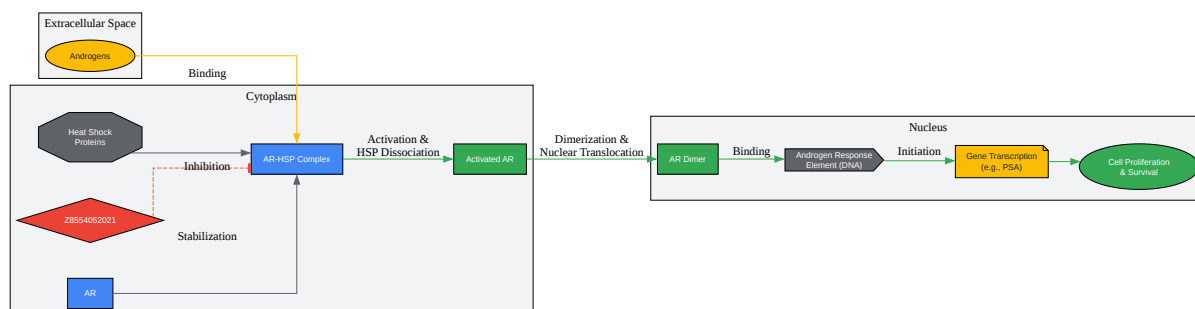 Extracellular Space
Androgens
Binding
Cytoplasm
Heat Shock
Proteins
Inhibition
AR-HSP Complex
Activation &
HSP Dissociation
Activated AR
Dimerization &
Nuclear Translocation
Nucleus
AR Dimer
Binding
Androgen Response
Element (DNA)
Initiation
Gene Transcription
(e.g., PSA)
Cell Proliferation
& Survival
Z8554052021
Stabilization
AR